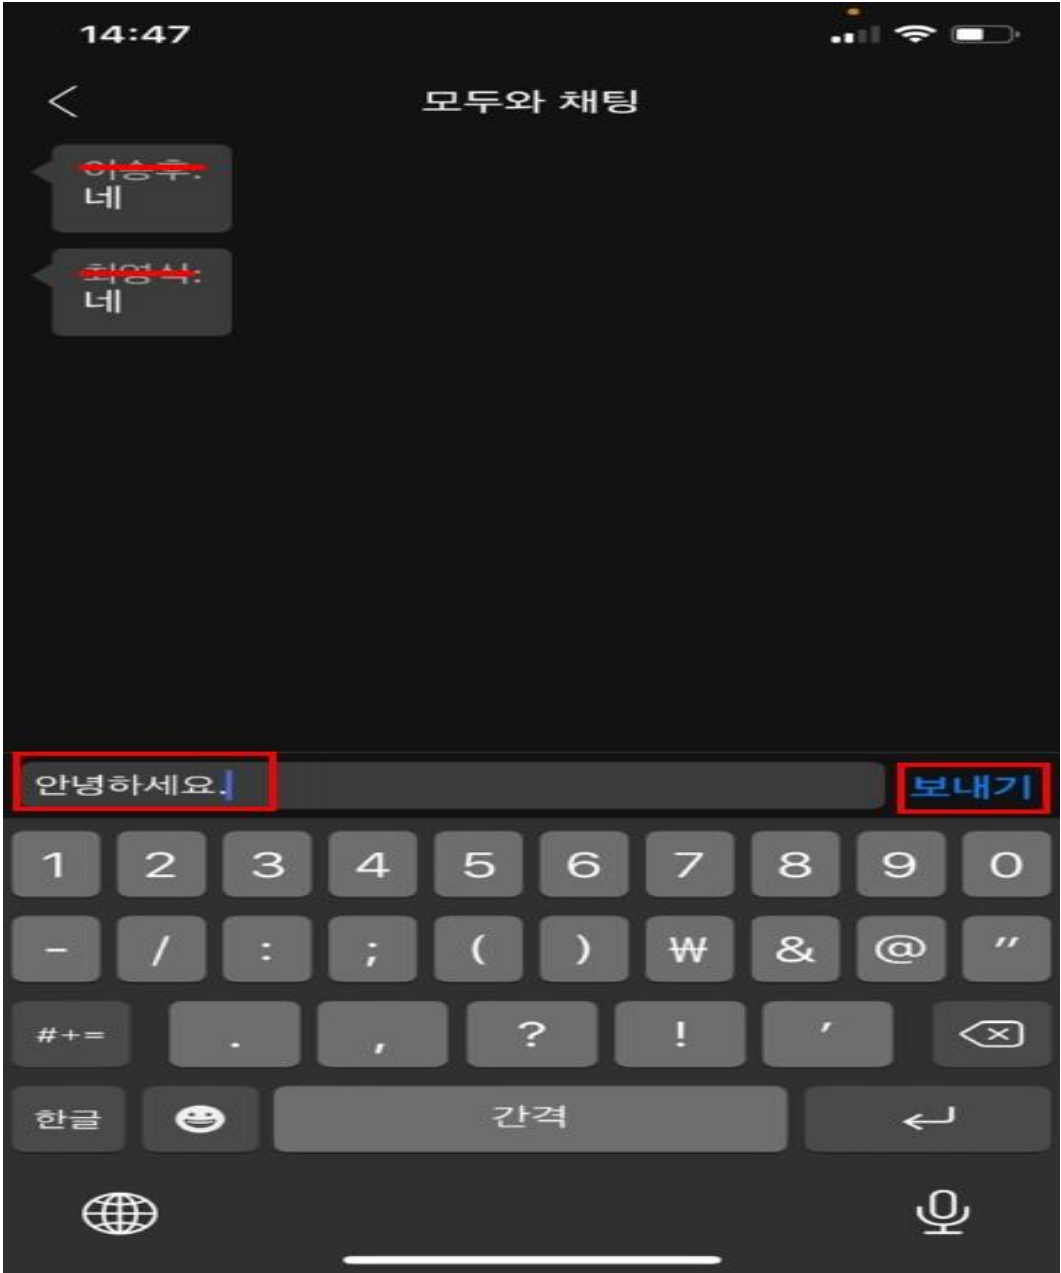 14:47
모두와 채팅
네
네
안녕하세요.
보내기
1 2 3 4 5 6 7 8 9 0
- / : ; ( ) ₩ & @ "
#+= . , ? ! '
한글 간격